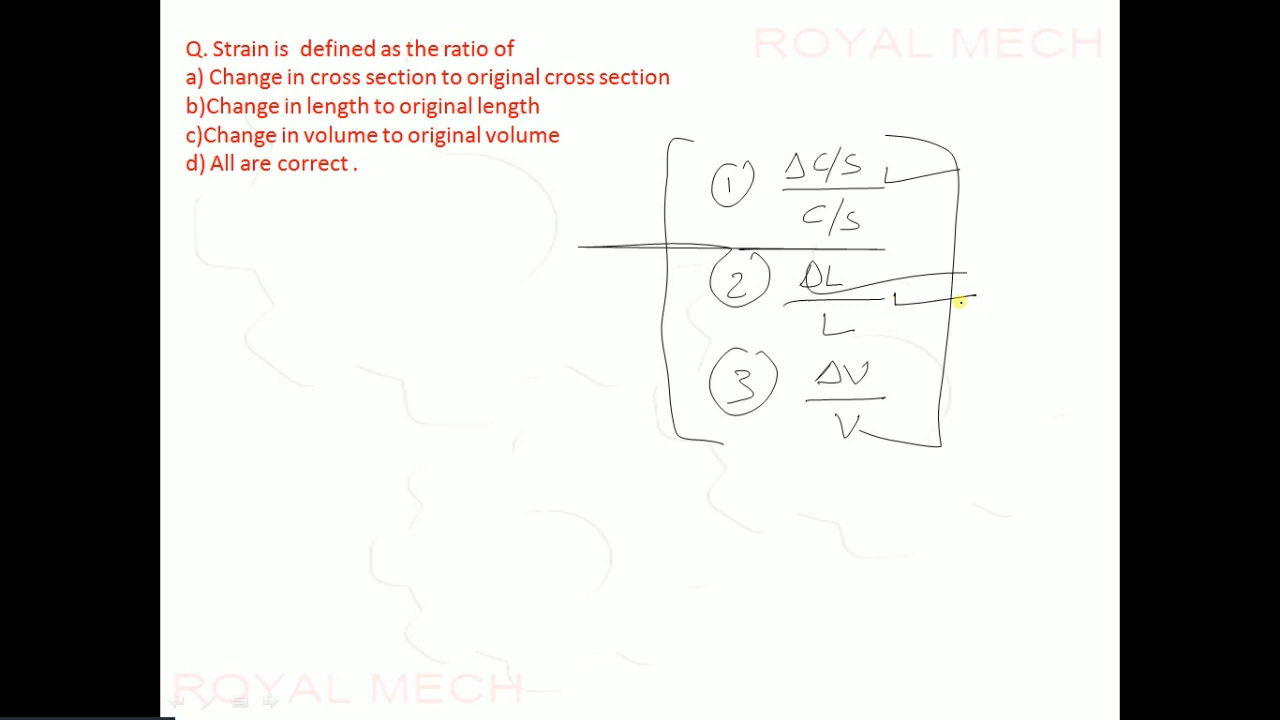 ROYAL MECH
Q. Strain is defined as the ratio of
a) Change in cross section to original cross section
b)Change in length to original length
c)Change in volume to original volume
d) All are correct .
1 ΔC/S
C/S
2 ΔL
L
3 ΔV
V
ROYAL MECH